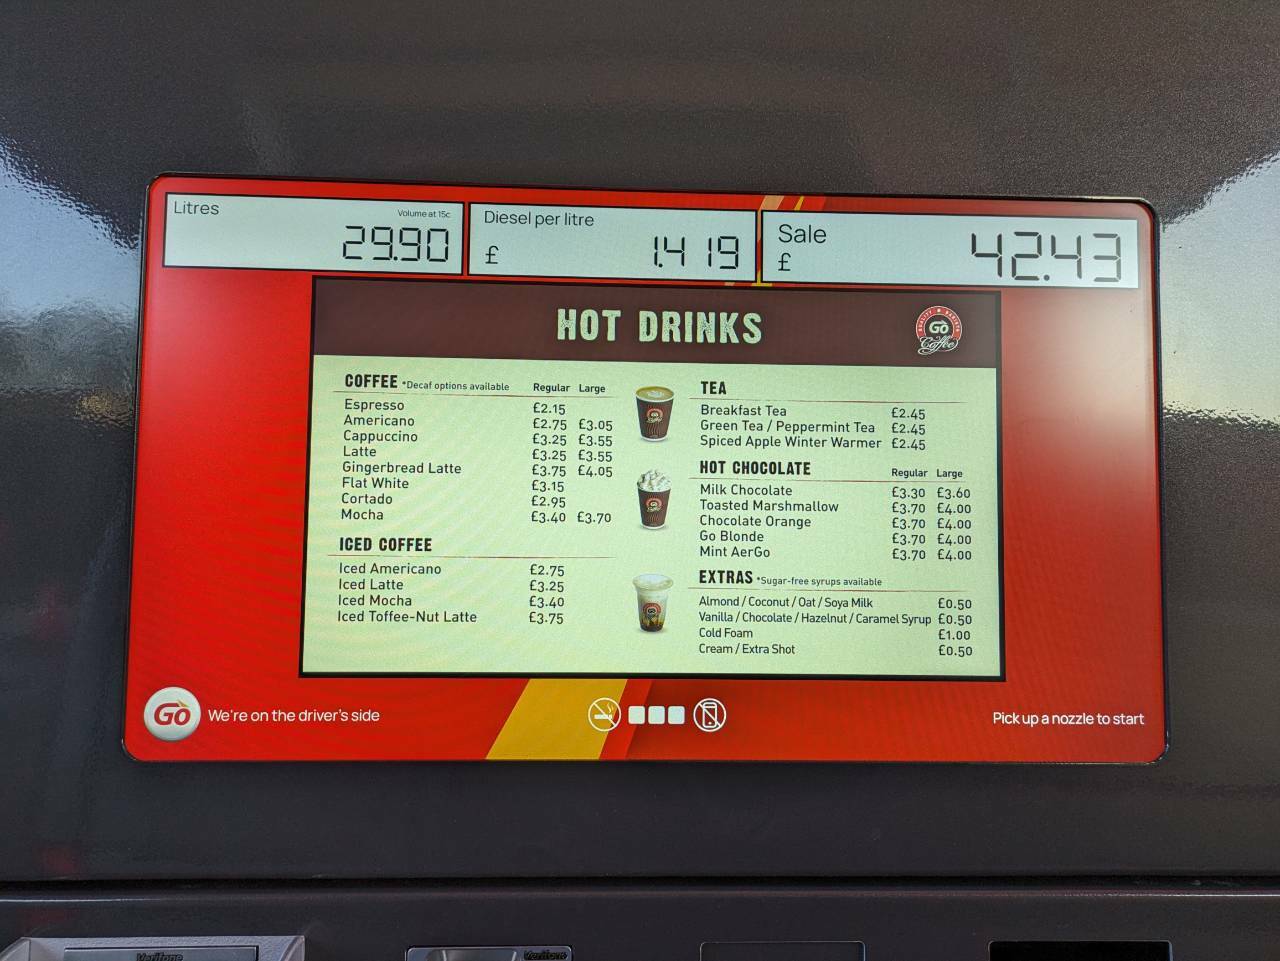 Litres
Volume at 15c
29.90
Diesel per litre
£ 1.419
Sale
£ 42.43
HOT DRINKS
QUALITY
GO
Coffee
COFFEE *Decaf options available Regular Large
Espresso £2.15
Americano £2.75 £3.05
Cappuccino £3.25 £3.55
Latte £3.25 £3.55
Gingerbread Latte £3.75 £4.05
Flat White £3.15
Cortado £2.95
Mocha £3.40 £3.70
ICED COFFEE
Iced Americano £2.75
Iced Latte £3.25
Iced Mocha £3.40
Iced Toffee-Nut Latte £3.75
TEA
Breakfast Tea £2.45
Green Tea / Peppermint Tea £2.45
Spiced Apple Winter Warmer £2.45
HOT CHOCOLATE Regular Large
Milk Chocolate £3.30 £3.60
Toasted Marshmallow £3.70 £4.00
Chocolate Orange £3.70 £4.00
Go Blonde £3.70 £4.00
Mint AerGo £3.70 £4.00
EXTRAS *Sugar-free syrups available
Almond / Coconut / Oat / Soya Milk £0.50
Vanilla / Chocolate / Hazelnut / Caramel Syrup £0.50
Cold Foam £1.00
Cream / Extra Shot £0.50
GO We're on the driver's side
Pick up a nozzle to start
Verifone
Verifone